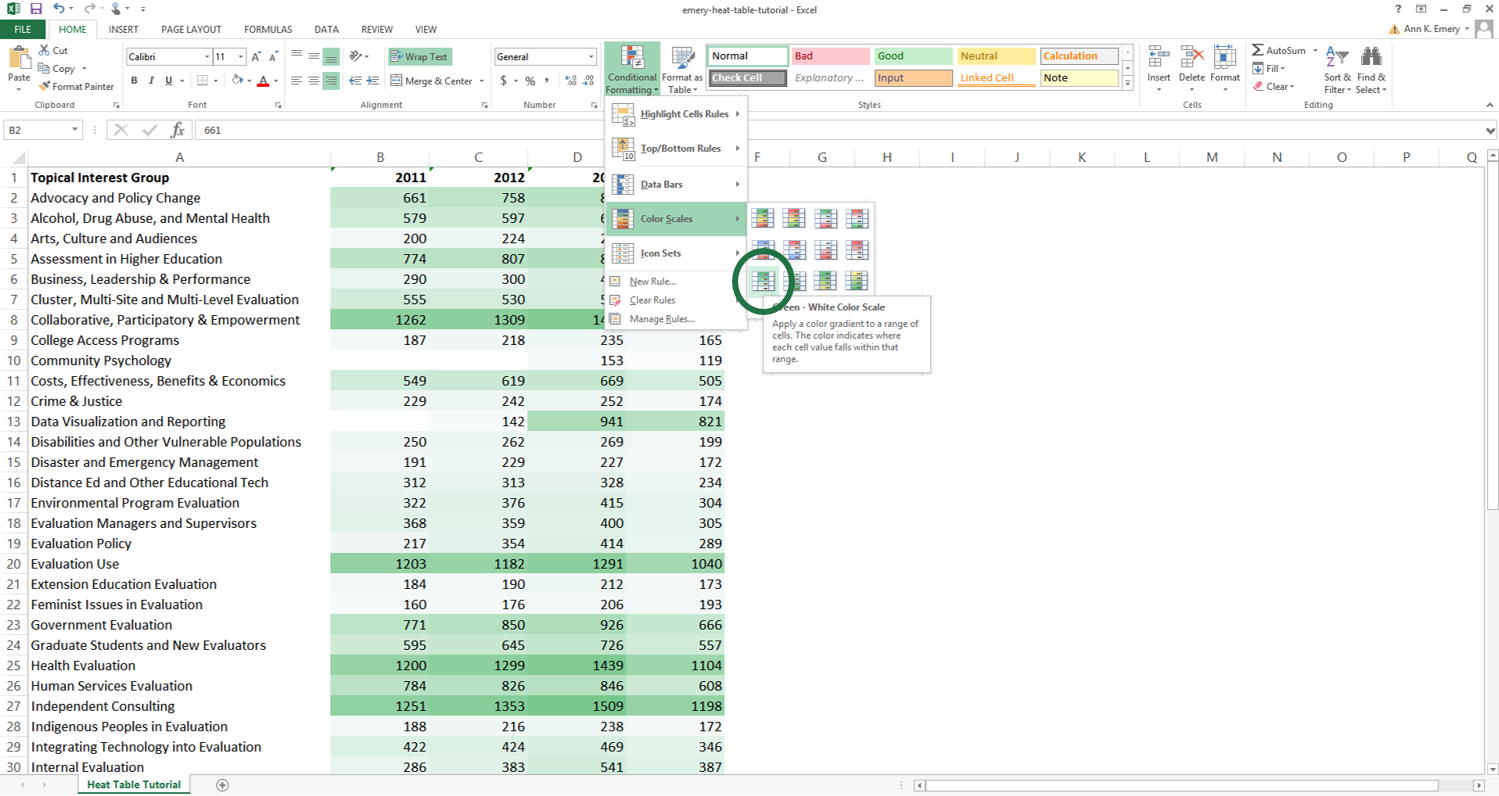 emery-heat-table-tutorial - Excel
?
FILE HOME INSERT PAGE LAYOUT FORMULAS DATA REVIEW VIEW Ann K. Emery
Paste
Cut
Copy
Format Painter
Clipboard
Calibri 11
B I U
Font
Wrap Text
Merge & Center
Alignment
General
$ % ,
Number
Conditional
Formatting
Format as
Table
Normal Bad Good Neutral Calculation
Check Cell Explanatory ... Input Linked Cell Note
Styles
Insert Delete Format
Cells
AutoSum
Fill
Clear
Sort &
Filter
Find &
Select
Editing
B2 fx 661
Highlight Cells Rules
Top/Bottom Rules
Data Bars
Color Scales
Icon Sets
New Rule...
Clear Rules
Manage Rules...
Green - White Color Scale
Apply a color gradient to a range of
cells. The color indicates where
each cell value falls within that
range.
A B C D F G H I J K L M N O P Q
1 Topical Interest Group 2011 2012
2 Advocacy and Policy Change 661 758
3 Alcohol, Drug Abuse, and Mental Health 579 597
4 Arts, Culture and Audiences 200 224
5 Assessment in Higher Education 774 807
6 Business, Leadership & Performance 290 300
7 Cluster, Multi-Site and Multi-Level Evaluation 555 530
8 Collaborative, Participatory & Empowerment 1262 1309
9 College Access Programs 187 218 235 165
10 Community Psychology 153 119
11 Costs, Effectiveness, Benefits & Economics 549 619 669 505
12 Crime & Justice 229 242 252 174
13 Data Visualization and Reporting 142 941 821
14 Disabilities and Other Vulnerable Populations 250 262 269 199
15 Disaster and Emergency Management 191 229 227 172
16 Distance Ed and Other Educational Tech 312 313 328 234
17 Environmental Program Evaluation 322 376 415 304
18 Evaluation Managers and Supervisors 368 359 400 305
19 Evaluation Policy 217 354 414 289
20 Evaluation Use 1203 1182 1291 1040
21 Extension Education Evaluation 184 190 212 173
22 Feminist Issues in Evaluation 160 176 206 193
23 Government Evaluation 771 850 926 666
24 Graduate Students and New Evaluators 595 645 726 557
25 Health Evaluation 1200 1299 1439 1104
26 Human Services Evaluation 784 826 846 608
27 Independent Consulting 1251 1353 1509 1198
28 Indigenous Peoples in Evaluation 188 216 238 172
29 Integrating Technology into Evaluation 422 424 469 346
30 Internal Evaluation 286 383 541 387
Heat Table Tutorial